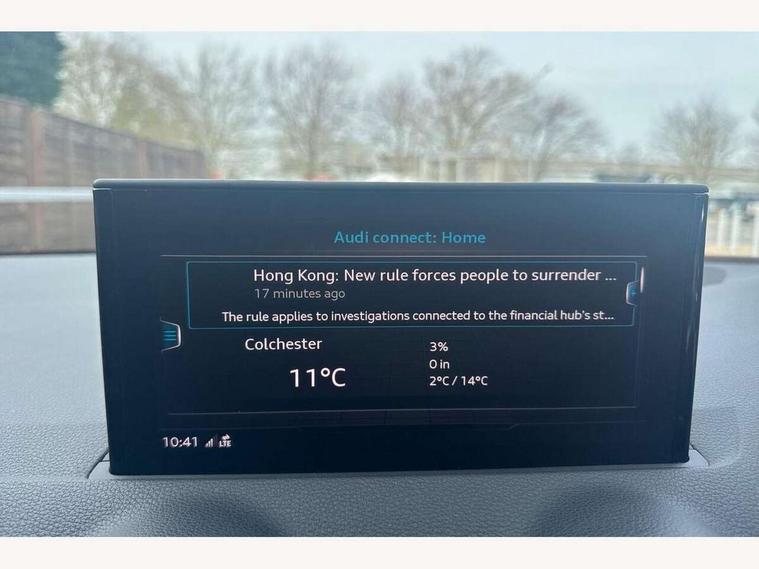 Audi connect: Home
Hong Kong: New rule forces people to surrender ...
17 minutes ago
The rule applies to investigations connected to the financial hub's st...
Colchester
3%
0 in
11°C
2°C / 14°C
10:41 LTE